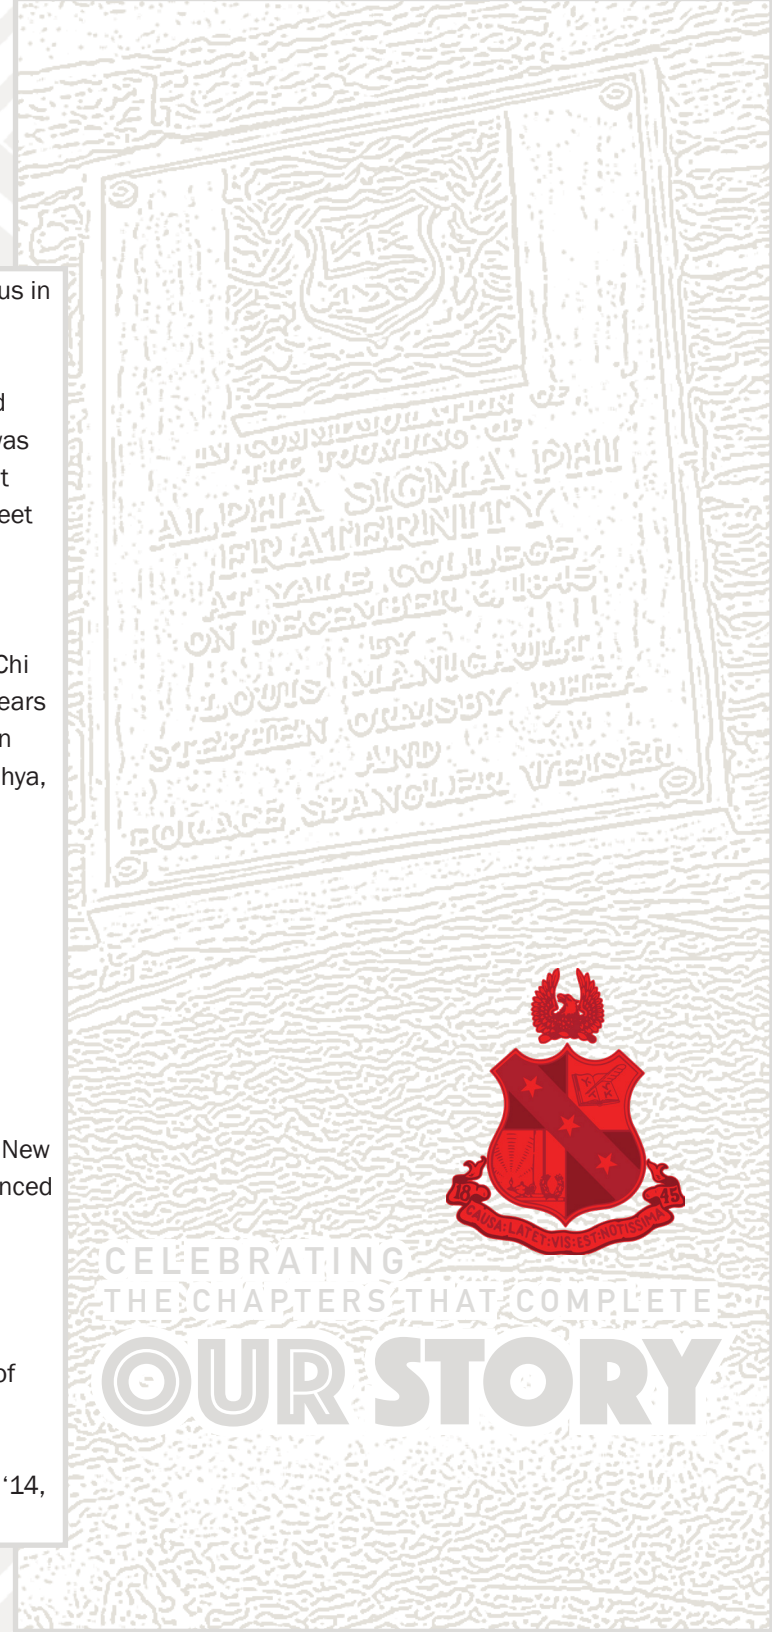 us in
d
was
t
eet
Chi
ears
n
hya,
New
nced
of
‘14,
IN COMMEMORATION OF
THE FOUNDING OF
ALPHA SIGMA PHI
FRATERNITY
AT YALE COLLEGE
ON DECEMBER 6, 1845
BY
LOUIS MANIGAULT
STEPHEN ORMSBY RHEA
AND
HORACE SPANGLER WEISER
18 45
CAUSA:LATET:VIS:EST:NOTISSIMA
CELEBRATING
THE CHAPTERS THAT COMPLETE
OUR STORY